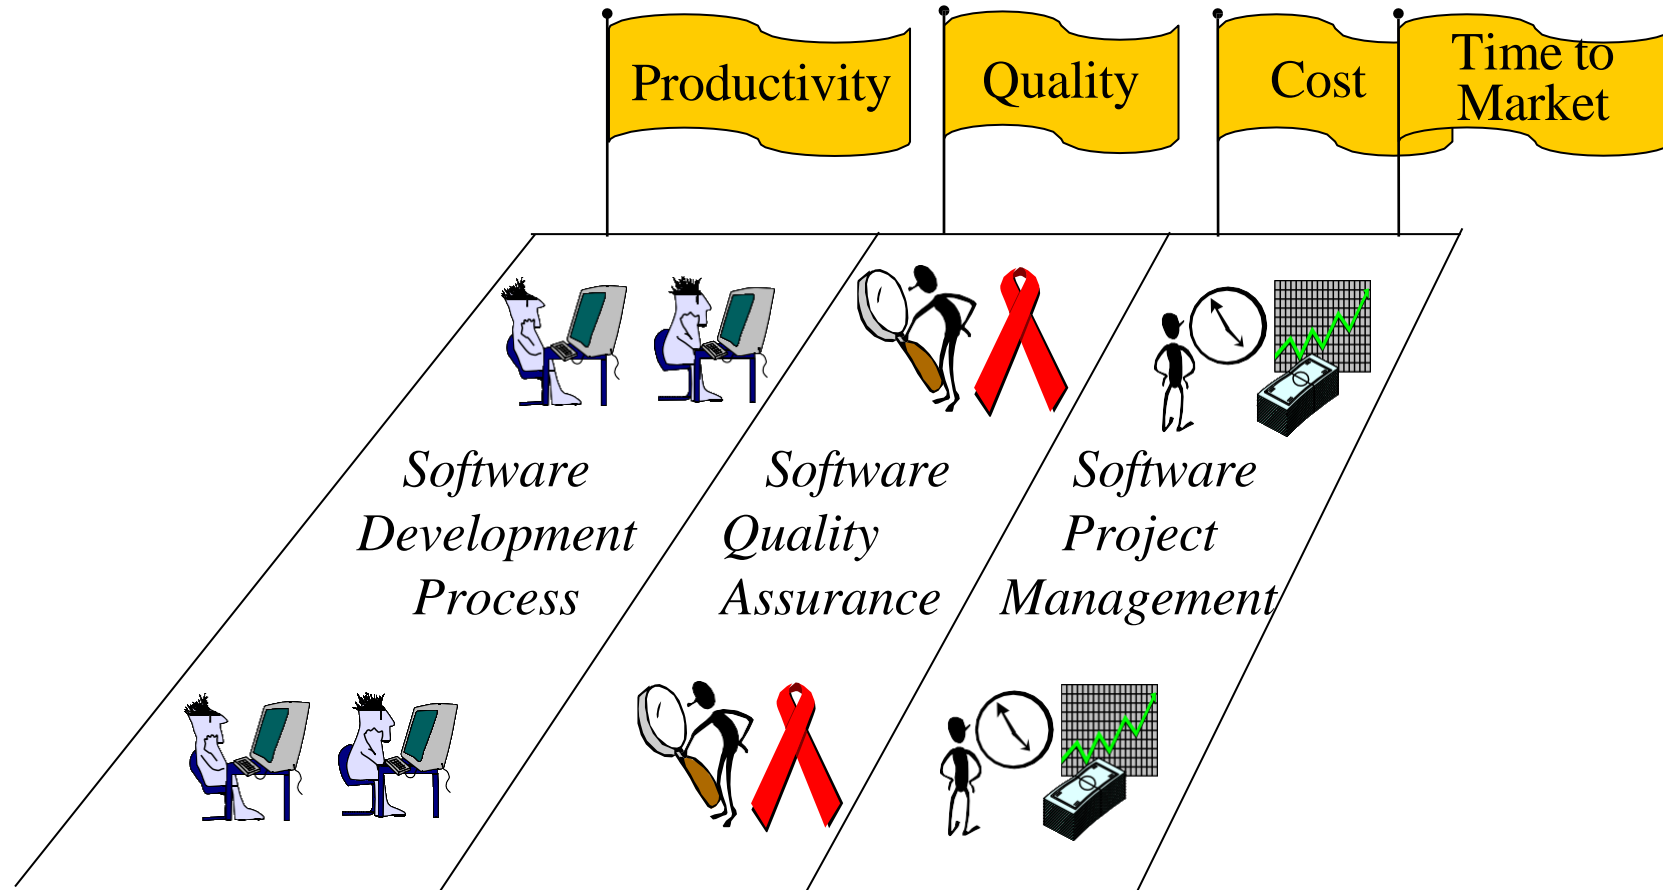 Productivity
Quality
Cost
Time to
Market
Software
Development
Process
Software
Quality
Assurance
Software
Project
Management